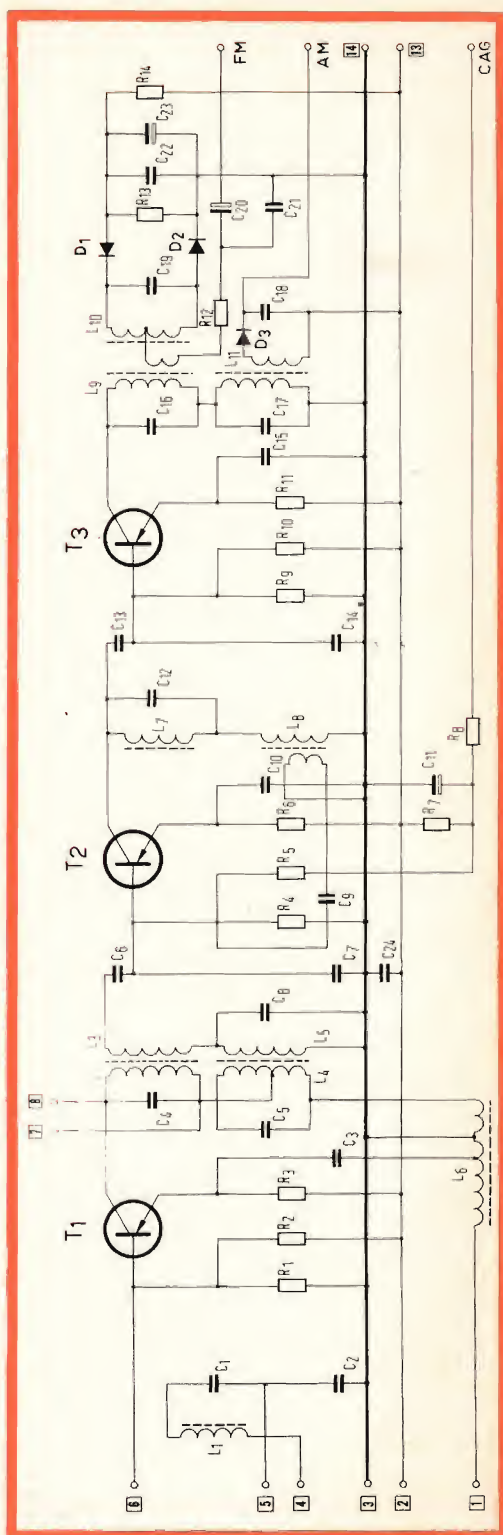 T1 T2 T3
7 8
L3 C6 C13 L9 L10 D1 R14
C4 L7 C12 C16 C19 R13 C22 C23
D2
6
L1 C1 C5 L4 L5 C8 L8 C17 L11 R12 C20 FM
D3 C18 C21
5
4
R1 R2 R3 C3 R4 R5 R6 C10 R9 R10 R11 C15 AM
C2 C7 C9 C14
3 14
C24
2 13
L6 R7 C11 R8
1 CAG